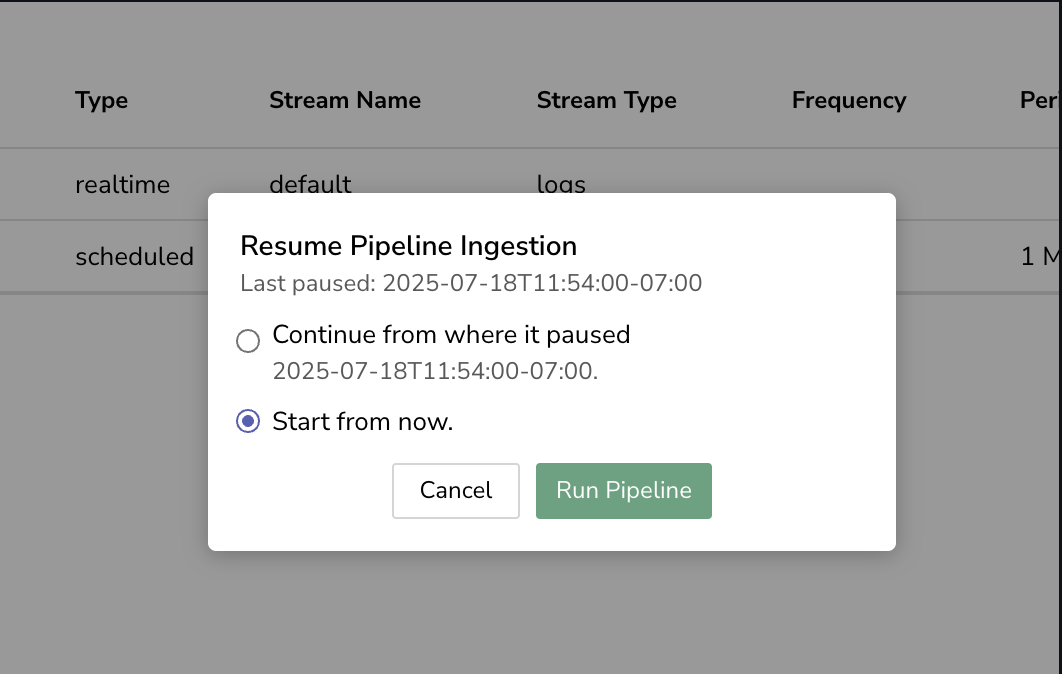 Type Stream Name Stream Type Frequency Per
realtime default logs
scheduled 1 M
Resume Pipeline Ingestion
Last paused: 2025-07-18T11:54:00-07:00
Continue from where it paused
2025-07-18T11:54:00-07:00.
Start from now.
Cancel Run Pipeline